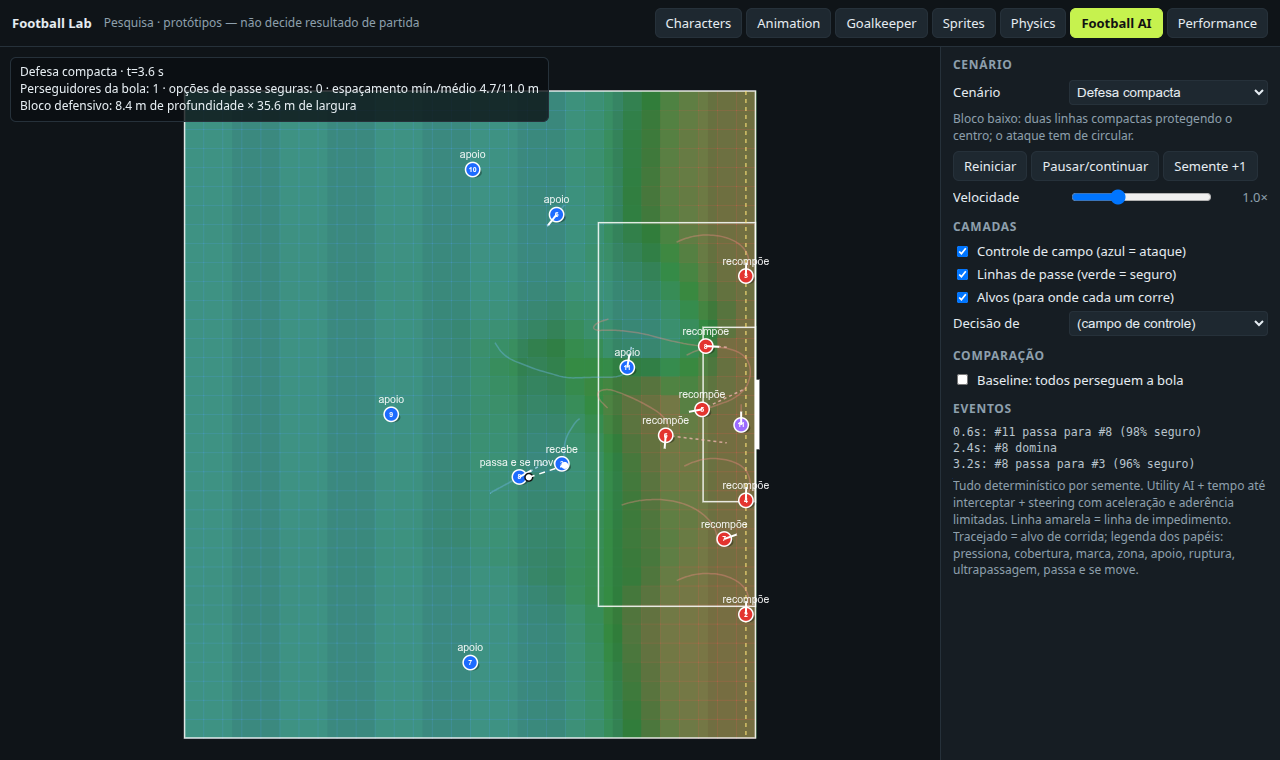 Football Lab
Pesquisa · protótipos — não decide resultado de partida
Characters
Animation
Goalkeeper
Sprites
Physics
Football AI
Performance
Defesa compacta · t=3.6 s
Perseguidores da bola: 1 · opções de passe seguras: 0 · espaçamento mín./médio 4.7/11.0 m
Bloco defensivo: 8.4 m de profundidade × 35.6 m de largura
apoio
10
apoio
recompõe
recompõe
apoio
recompõe
apoio
9
recompõe
recebe
passa e se mov
recompõe
recompõe
recompõe
apoio
7
CENÁRIO
Cenário
Defesa compacta
Bloco baixo: duas linhas compactas protegendo o
centro; o ataque tem de circular.
Reiniciar
Pausar/continuar
Semente +1
Velocidade
1.0×
CAMADAS
Controle de campo (azul = ataque)
Linhas de passe (verde = seguro)
Alvos (para onde cada um corre)
Decisão de
(campo de controle)
COMPARAÇÃO
Baseline: todos perseguem a bola
EVENTOS
0.6s: #11 passa para #8 (98% seguro)
2.4s: #8 domina
3.2s: #8 passa para #3 (96% seguro)
Tudo determinístico por semente. Utility AI + tempo até
interceptar + steering com aceleração e aderência
limitadas. Linha amarela = linha de impedimento.
Tracejado = alvo de corrida; legenda dos papéis:
pressiona, cobertura, marca, zona, apoio, ruptura,
ultrapassagem, passa e se move.